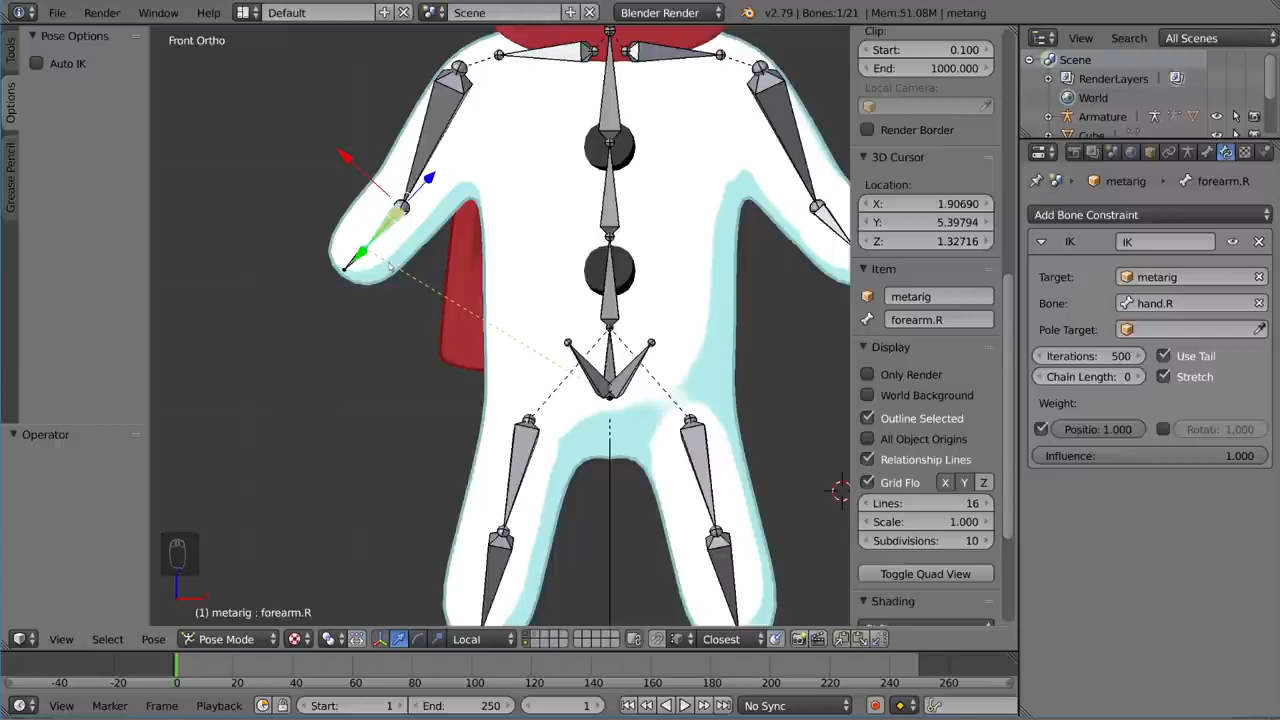 File Render Window Help Default Scene Blender Render v2.79 | Bones:1/21 | Mem:51.08M | metarig
Tools
Options
Grease Pencil
Pose Options
Auto IK
Operator
Front Ortho
(1) metarig : forearm.R
Clip:
Start: 0.100
End: 1000.000
Local Camera:
Render Border
3D Cursor
Location:
X: 1.90690
Y: 5.39794
Z: 1.32716
Item
metarig
forearm.R
Display
Only Render
World Background
Outline Selected
All Object Origins
Relationship Lines
Grid Flo X Y Z
Lines: 16
Scale: 1.000
Subdivisions: 10
Toggle Quad View
Shading
View Search All Scenes
Scene
RenderLayers
World
Armature
Cube
metarig forearm.R
Add Bone Constraint
IK IK
Target: metarig
Bone: hand.R
Pole Target:
Iterations: 500 Use Tail
Chain Length: 0 Stretch
Weight:
Positio: 1.000 Rotati: 1.000
Influence: 1.000
View Select Pose Pose Mode Local Closest
-40 -20 0 20 40 60 80 100 120 140 160 180 200 220 240 260
View Marker Frame Playback Start: 1 End: 250 1 No Sync